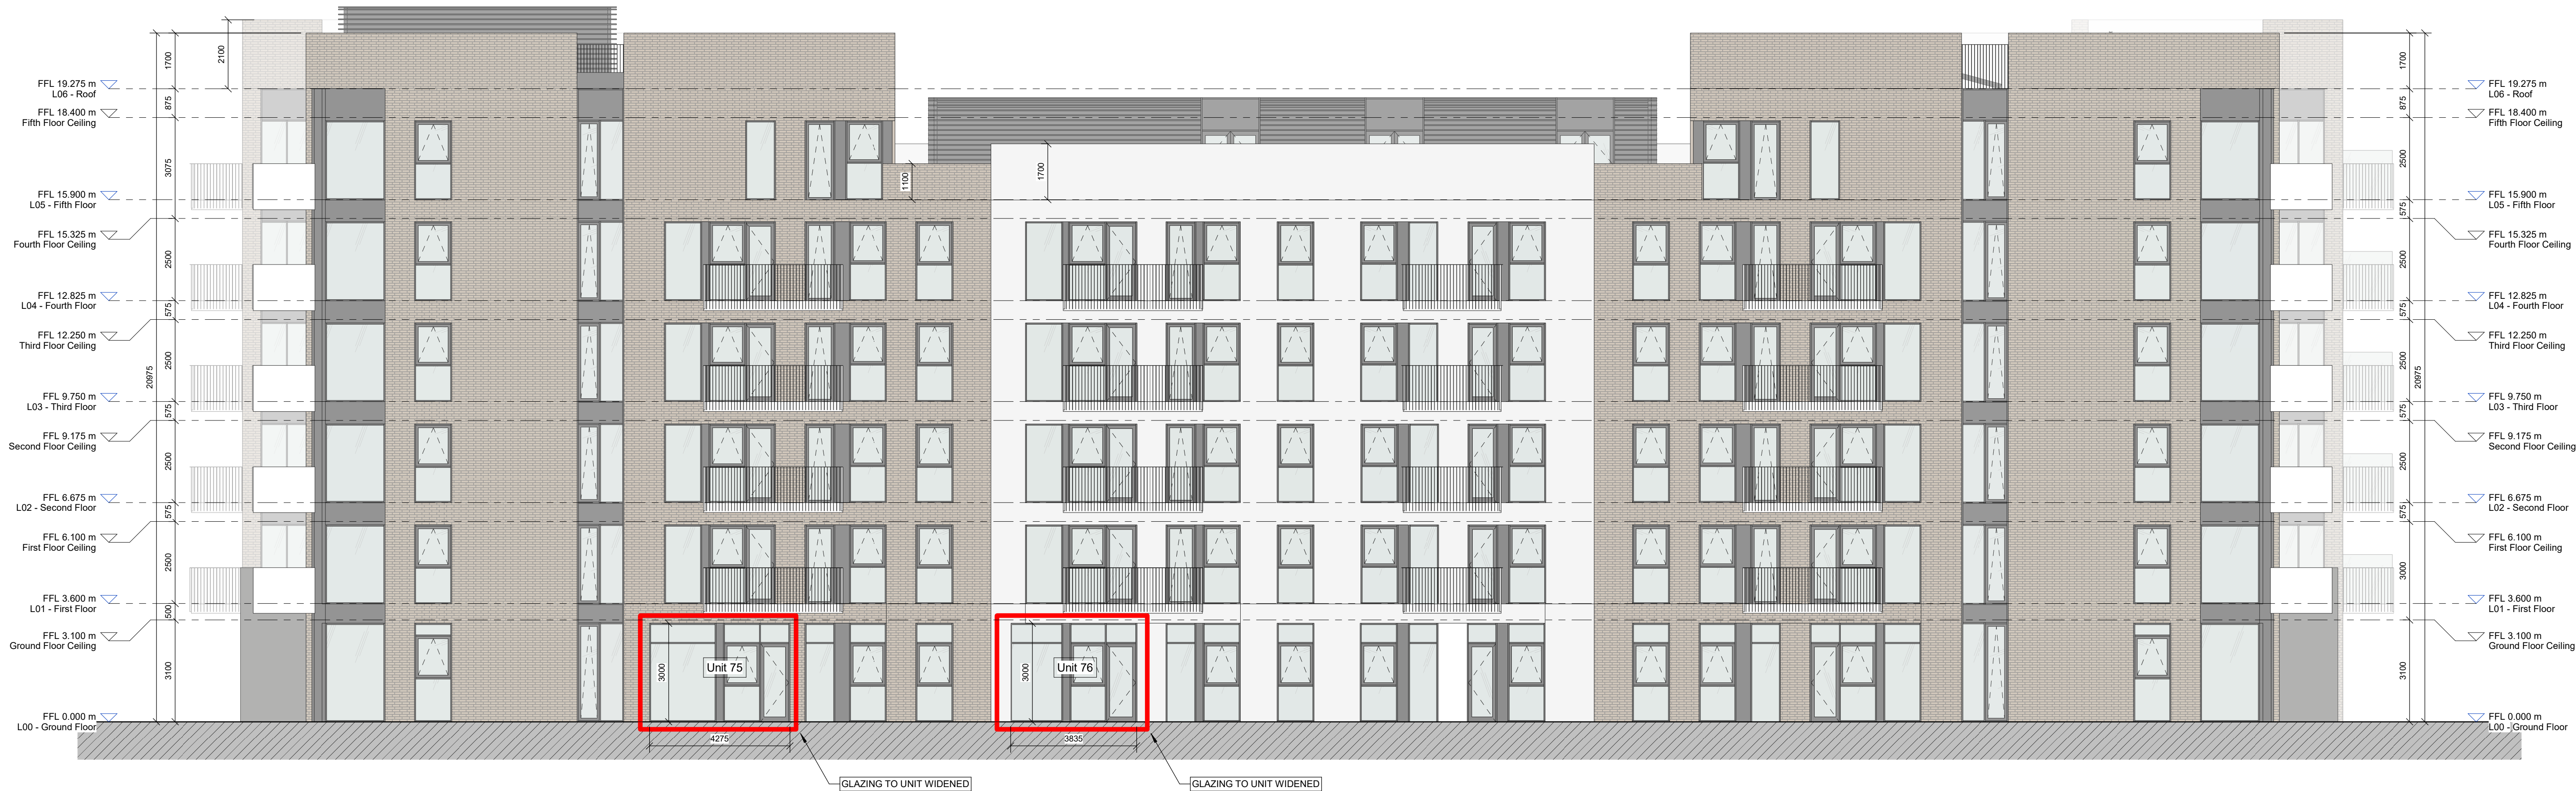 FFL 19.275 m
L06 - Roof
FFL 18.400 m
Fifth Floor Ceiling
FFL 15.900 m
L05 - Fifth Floor
FFL 15.325 m
Fourth Floor Ceiling
FFL 12.825 m
L04 - Fourth Floor
FFL 12.250 m
Third Floor Ceiling
FFL 9.750 m
L03 - Third Floor
FFL 9.175 m
Second Floor Ceiling
FFL 6.675 m
L02 - Second Floor
FFL 6.100 m
First Floor Ceiling
FFL 3.600 m
L01 - First Floor
FFL 3.100 m
Ground Floor Ceiling
FFL 0.000 m
L00 - Ground Floor
20975
1700
875
3075
2500
575
2500
575
2500
575
2500
500
3100
2100
1100
1700
3000
Unit 75
4275
GLAZING TO UNIT WIDENED
3000
Unit 76
3835
GLAZING TO UNIT WIDENED
1700
875
2500
575
2500
575
2500
575
2500
575
3000
3100
20975
FFL 19.275 m
L06 - Roof
FFL 18.400 m
Fifth Floor Ceiling
FFL 15.900 m
L05 - Fifth Floor
FFL 15.325 m
Fourth Floor Ceiling
FFL 12.825 m
L04 - Fourth Floor
FFL 12.250 m
Third Floor Ceiling
FFL 9.750 m
L03 - Third Floor
FFL 9.175 m
Second Floor Ceiling
FFL 6.675 m
L02 - Second Floor
FFL 6.100 m
First Floor Ceiling
FFL 3.600 m
L01 - First Floor
FFL 3.100 m
Ground Floor Ceiling
FFL 0.000 m
L00 - Ground Floor